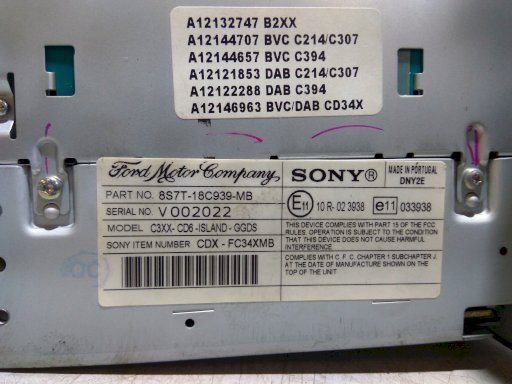 A12132747 B2XX
A12144707 BVC C214/C307
A12144657 BVC C394
A12121853 DAB C214/C307
A12122288 DAB C394
A12146963 BVC/DAB CD34X
Ford Motor Company
PART NO. 8S7T-18C939-MB
SERIAL NO. V002022
MODEL C3XX- CD6 -ISLAND - GGDS
SONY ITEM NUMBER CDX - FC34XMB
SONY®
MADE IN PORTUGAL
DNY2E
E11 10 R- 02 3938
e11 033938
THIS DEVICE COMPLIES WITH PART 15 OF THE FCC
RULES. OPERATION IS SUBJECT TO THE CONDITION
THAT THIS DEVICE DOES NOT CAUSE HARMFUL
INTERFERENCE
COMPLIES WITH C. F. C. CHAPTER 1 SUBCHAPTER J.
AT THE DATE OF MANUFACTURE SHOWN ON THE
TOP OF THE UNIT